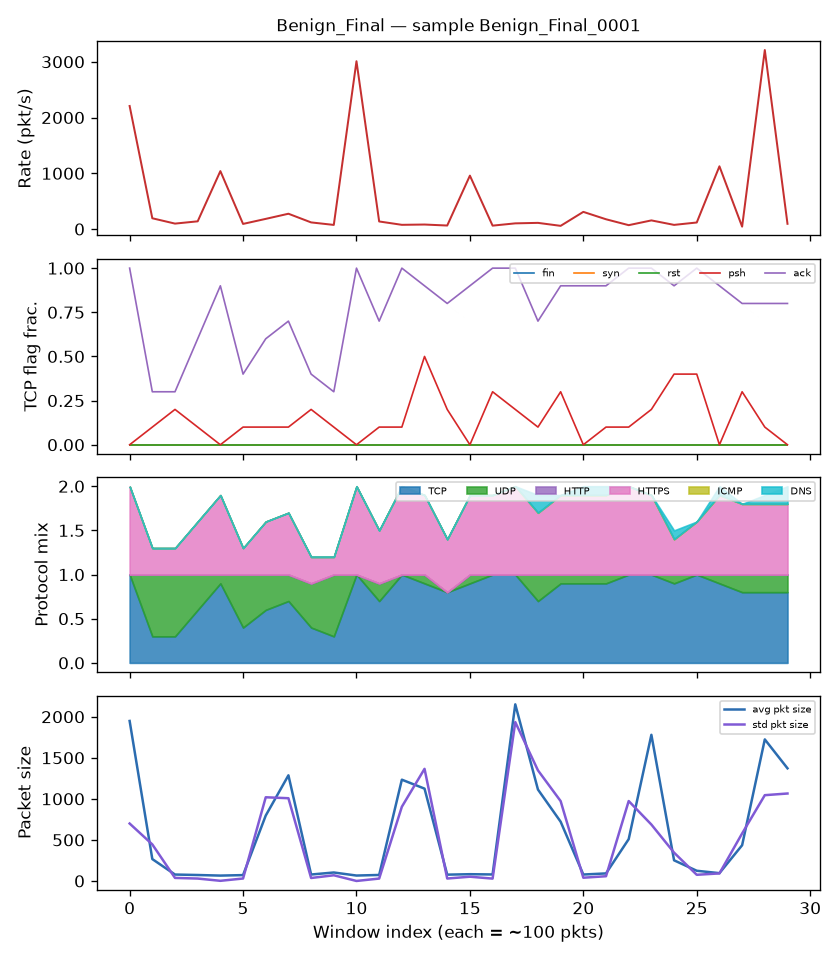 Benign_Final — sample Benign_Final_0001
Rate (pkt/s)
3000
2000
1000
0
TCP flag frac.
1.00
0.75
0.50
0.25
0.00
fin syn rst psh ack
Protocol mix
2.0
1.5
1.0
0.5
0.0
TCP UDP HTTP HTTPS ICMP DNS
Packet size
2000
1500
1000
500
0
avg pkt size
std pkt size
0 5 10 15 20 25 30
Window index (each = ~100 pkts)